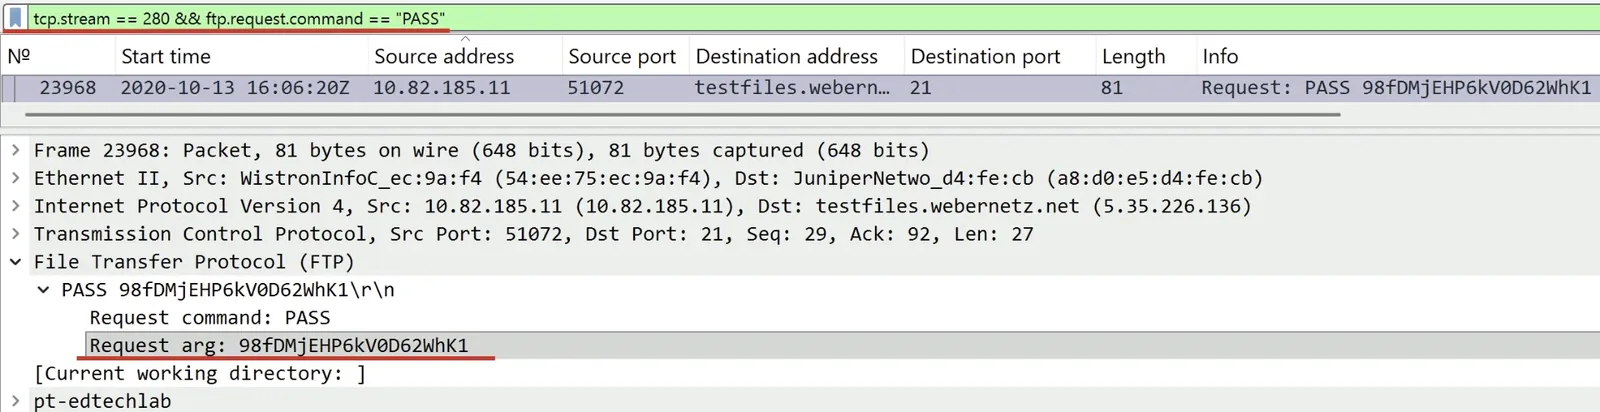 tcp.stream == 280 && ftp.request.command == "PASS"
№ Start time Source address Source port Destination address Destination port Length Info
23968 2020-10-13 16:06:20Z 10.82.185.11 51072 testfiles.webern… 21 81 Request: PASS 98fDMjEHP6kV0D62WhK1
Frame 23968: Packet, 81 bytes on wire (648 bits), 81 bytes captured (648 bits)
Ethernet II, Src: WistronInfoC_ec:9a:f4 (54:ee:75:ec:9a:f4), Dst: JuniperNetwo_d4:fe:cb (a8:d0:e5:d4:fe:cb)
Internet Protocol Version 4, Src: 10.82.185.11 (10.82.185.11), Dst: testfiles.webernetz.net (5.35.226.136)
Transmission Control Protocol, Src Port: 51072, Dst Port: 21, Seq: 29, Ack: 92, Len: 27
File Transfer Protocol (FTP)
PASS 98fDMjEHP6kV0D62WhK1\r\n
Request command: PASS
Request arg: 98fDMjEHP6kV0D62WhK1
[Current working directory: ]
pt-edtechlab